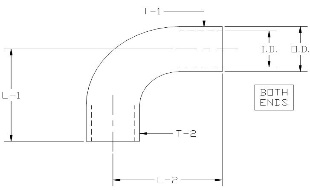 T-1
I.D.
O.D.
BOTH
ENDS
L-1
T-2
L-2